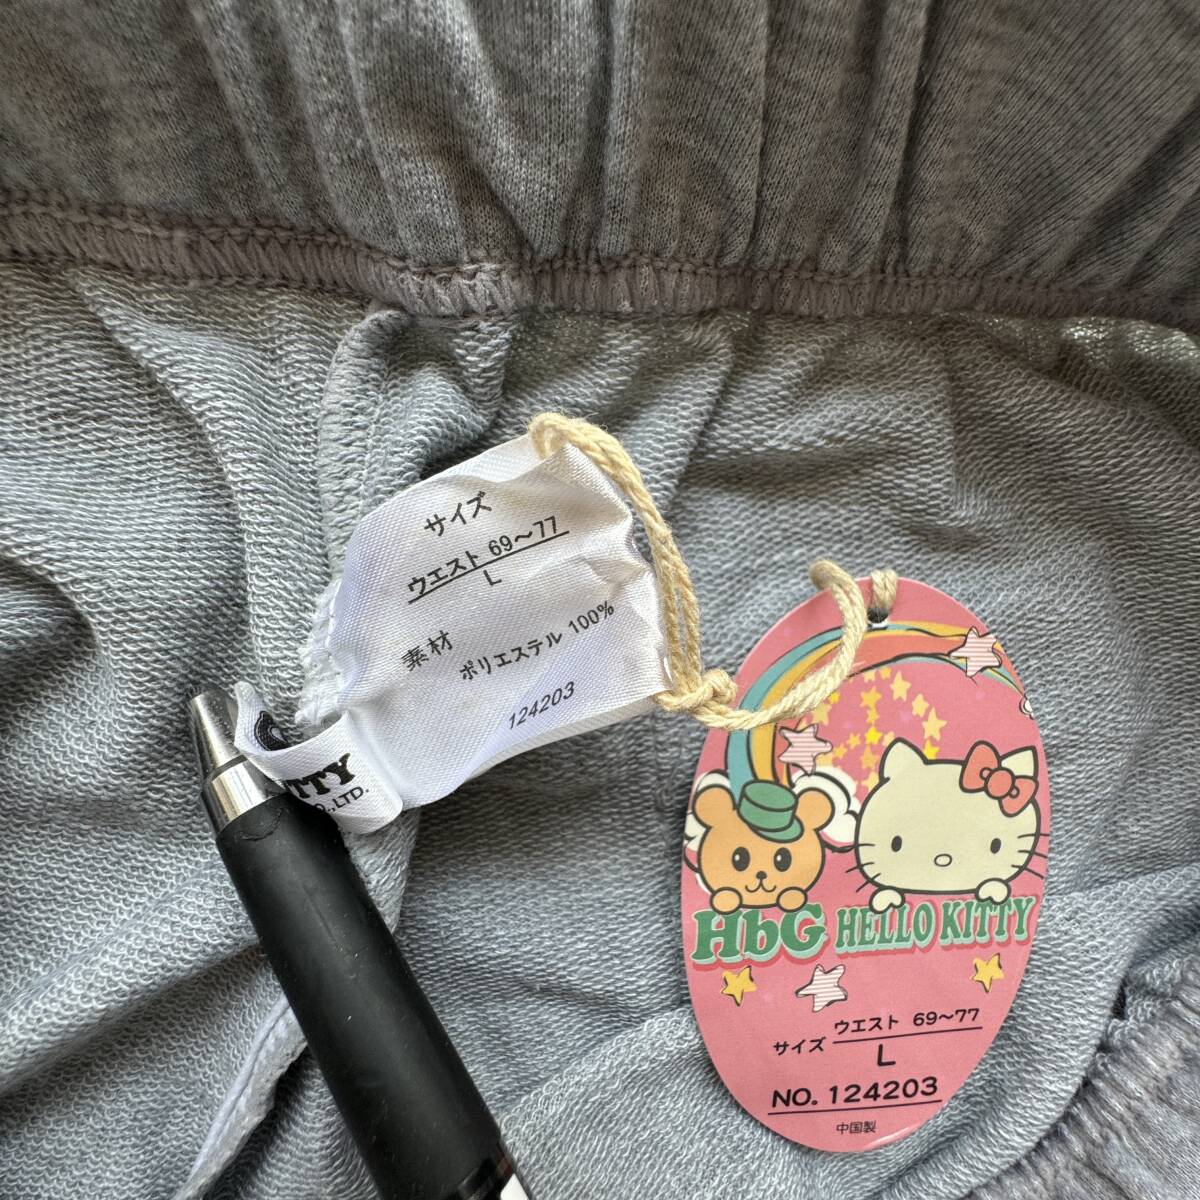 サイズ
ウエスト 69～77
L
素材
ポリエステル 100%
124203
TTY
O.,LTD.
HbG HELLO KITTY
サイズ ウエスト 69～77
L
NO. 124203
中国製